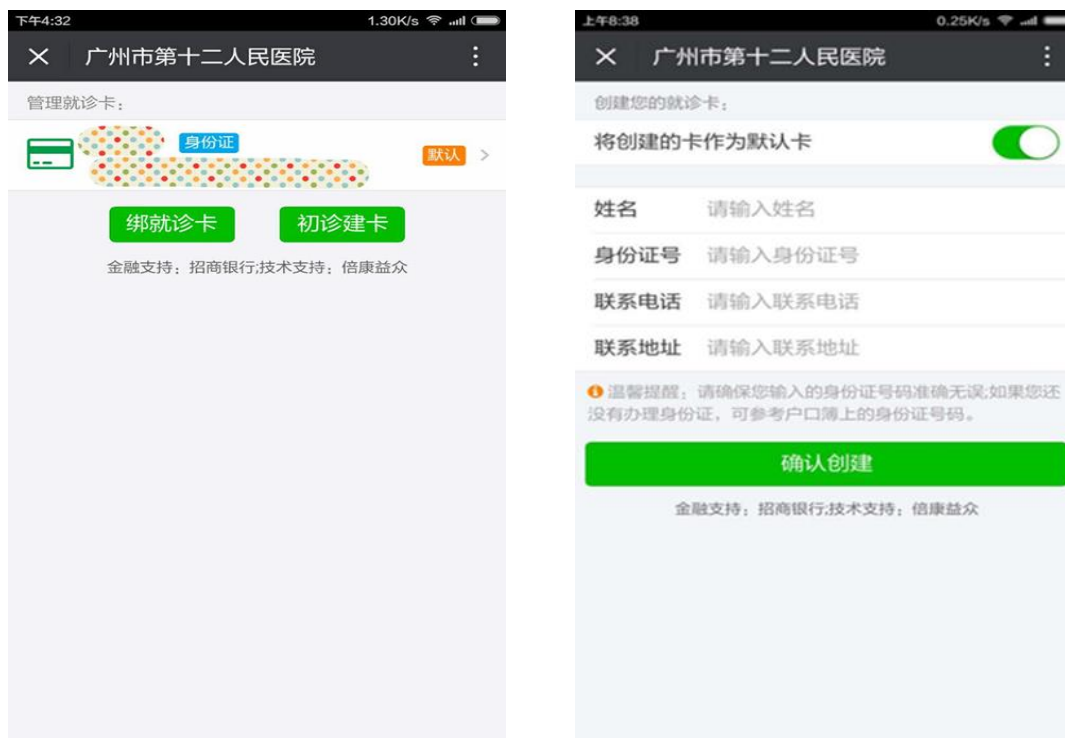 下午4:32 1.30K/s
广州市第十二人民医院
管理就诊卡：
身份证
默认
绑就诊卡 初诊建卡
金融支持：招商银行;技术支持：倍康益众
上午8:38 0.25K/s
广州市第十二人民医院
创建您的就诊卡：
将创建的卡作为默认卡
姓名 请输入姓名
身份证号 请输入身份证号
联系电话 请输入联系电话
联系地址 请输入联系地址
温馨提醒：请确保您输入的身份证号码准确无误;如果您还
没有办理身份证，可参考户口簿上的身份证号码。
确认创建
金融支持：招商银行;技术支持：倍康益众